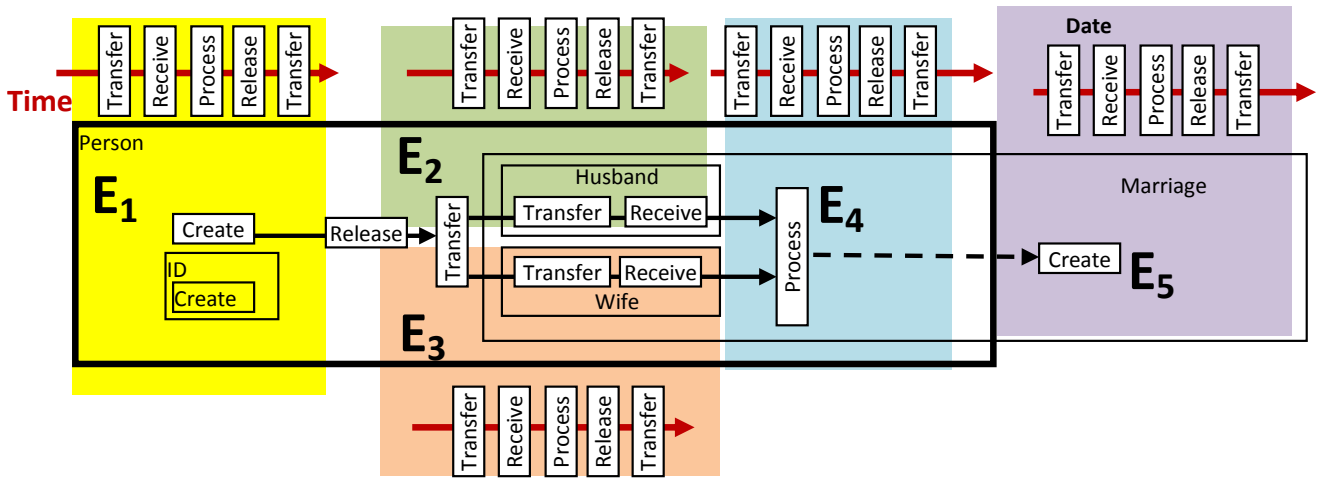 Transfer Receive Process Release Transfer
Transfer Receive Process Release Transfer
Transfer Receive Process Release Transfer
Date
Transfer Receive Process Release Transfer
Time
Person
E1
E2
Husband
Transfer Receive
Marriage
E4
Create Release Transfer
Process
Create
E5
ID
Create
Transfer Receive
Wife
E3
Transfer Receive Process Release Transfer